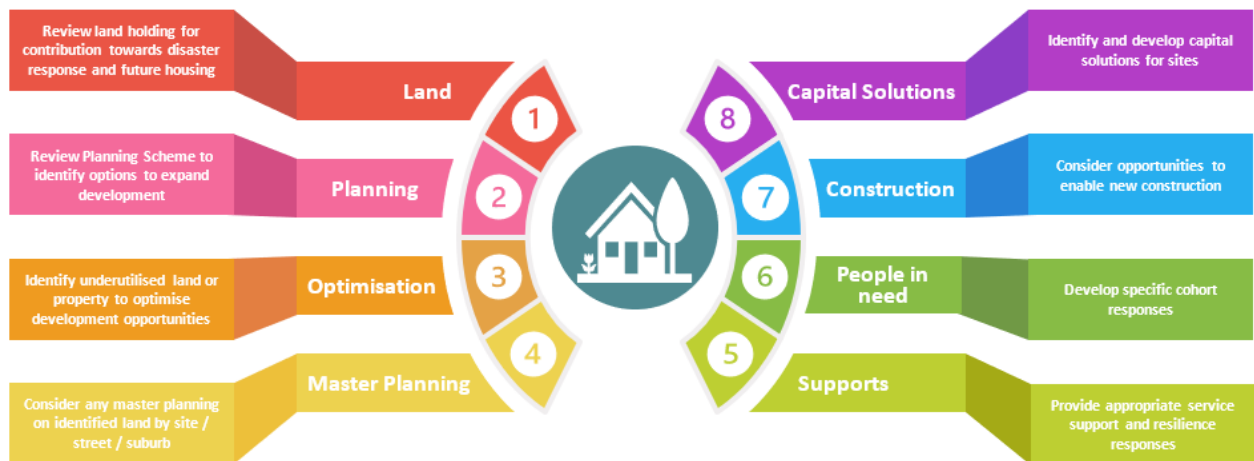 Review land holding for
contribution towards disaster
response and future housing
Land
1
Review Planning Scheme to
identify options to expand
development
Planning
2
Identify underutilised land or
property to optimise
development opportunities
Optimisation
3
Consider any master planning
on identified land by site /
street / suburb
Master Planning
4
8
Capital Solutions
Identify and develop capital
solutions for sites
7
Construction
Consider opportunities to
enable new construction
6
People in
need
Develop specific cohort
responses
5
Supports
Provide appropriate service
support and resilience
responses